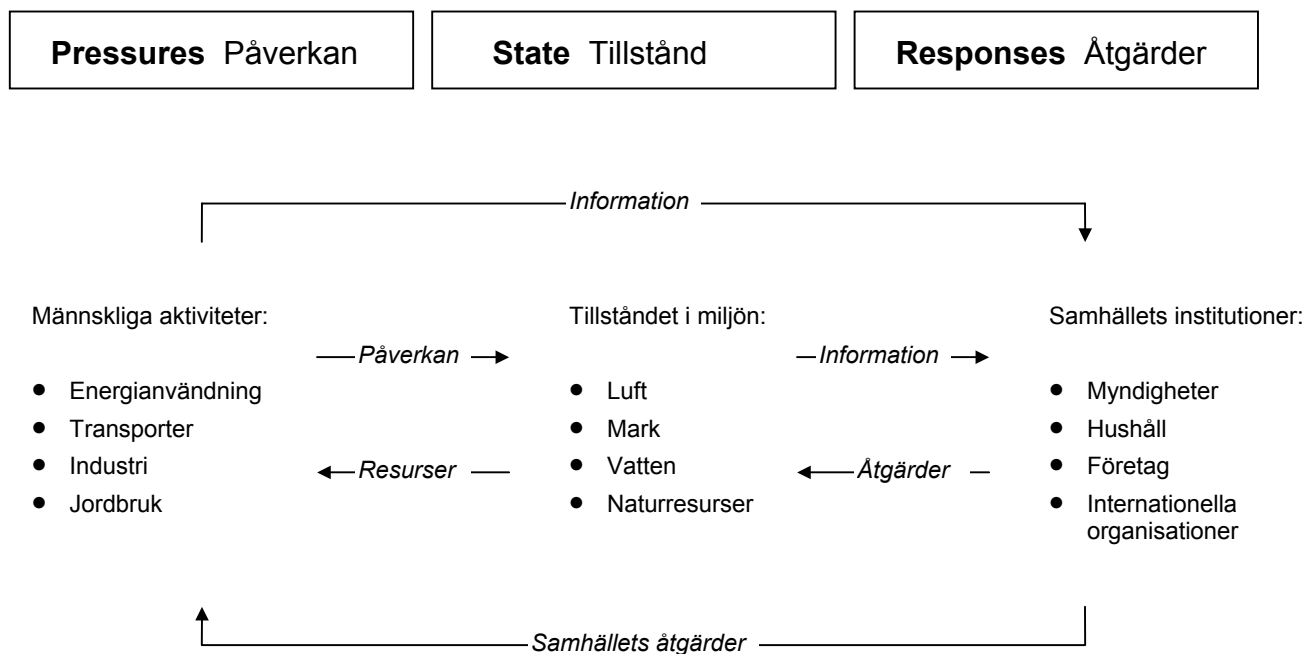 Pressures Påverkan
State Tillstånd
Responses Åtgärder
Information
Männskliga aktiviteter:
Påverkan
Energianvändning
Transporter
Industri
Jordbruk
Resurser
Tillståndet i miljön:
Luft
Mark
Vatten
Naturresurser
Information
Åtgärder
Samhällets institutioner:
Myndigheter
Hushåll
Företag
Internationella
organisationer
Samhällets åtgärder